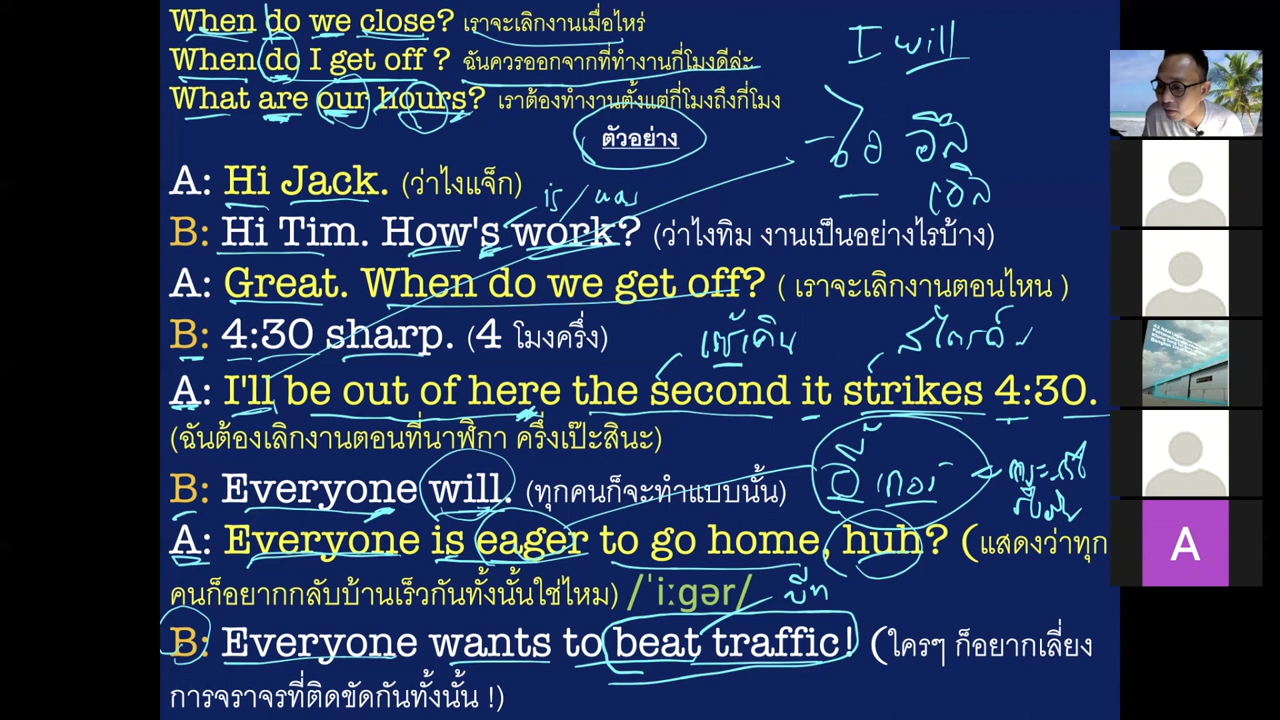 When do we close? เราจะเลิกงานเมื่อไหร่
When do I get off ? ฉันควรออกจากที่ทำงานกี่โมงดีล่ะ
What are our hours? เราต้องทำงานตั้งแต่กี่โมงถึงกี่โมง
I will
ตัวอย่าง
ไอ อิล
เอิล
A: Hi Jack. (ว่าไงแจ็ก)
is /
B: Hi Tim. How's work? (ว่าไงทิม งานเป็นอย่างไรบ้าง)
A: Great. When do we get off? ( เราจะเลิกงานตอนไหน )
B: 4:30 sharp. (4 โมงครึ่ง)
A: I'll be out of here the second it strikes 4:30.
(ฉันต้องเลิกงานตอนที่นาฬิกา ครึ่งเป๊ะสินะ)
B: Everyone will. (ทุกคนก็จะทำแบบนั้น)
อี้ เกอร์
A: Everyone is eager to go home, huh? (แสดงว่าทุก
คนก็อยากกลับบ้านเร็วกันทั้งนั้นใช่ไหม) /ˈiːgər/
บีท
B: Everyone wants to beat traffic! (ใครๆ ก็อยากเลี่ยง
การจราจรที่ติดขัดกันทั้งนั้น !)
A